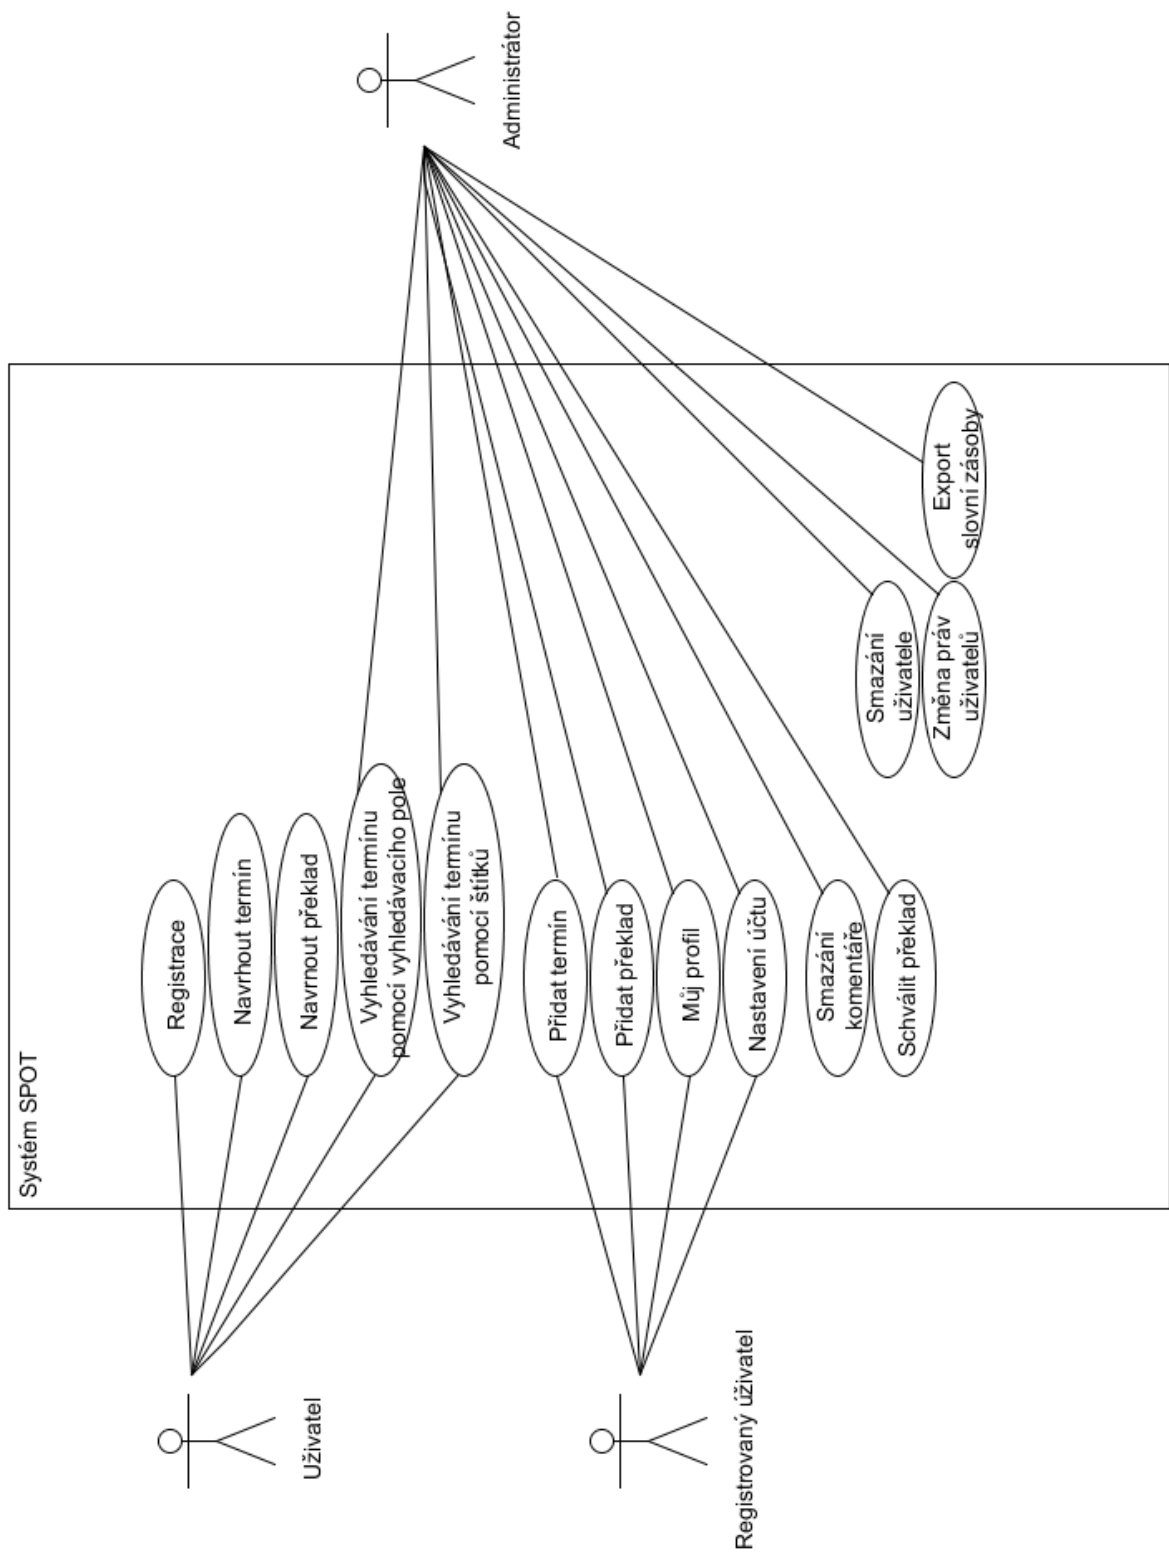 Systém SPOT
Uživatel
Registrovaný úživatel
Administrátor
Registrace
Navrhout termín
Navrnout překlad
Vyhledávání termínu
pomocí vyhledávacího pole
Vyhledávání termínu
pomocí štítků
Přidat termín
Přidat překlad
Můj profil
Nastavení účtu
Smazání
komentáře
Schválit překlad
Smazání
uživatele
Změna práv
uživatelů
Export
slovní zásoby